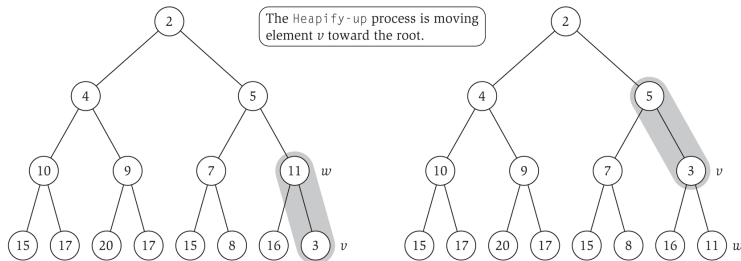 The Heapify-up process is moving
element v toward the root.
2
4 5
10 9 7 11 w
15 17 20 17 15 8 16 3 v
2
4 5
10 9 7 3 v
15 17 20 17 15 8 16 11 w